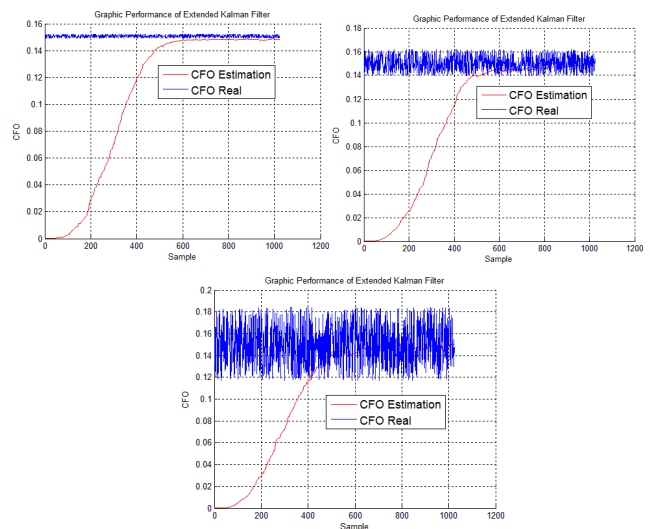 Graphic Performance of Extended Kalman Filter
0.16
0.14
0.12
0.1
0.08
0.06
0.04
0.02
0
CFO
CFO Estimation
CFO Real
0 200 400 600 800 1000 1200
Sample
Graphic Performance of Extended Kalman Filter
0.18
0.16
0.14
0.12
0.1
0.08
0.06
0.04
0.02
0
CFO
CFO Estimation
CFO Real
0 200 400 600 800 1000 1200
Sample
Graphic Performance of Extended Kalman Filter
0.2
0.18
0.16
0.14
0.12
0.1
0.08
0.06
0.04
0.02
0
CFO
CFO Estimation
CFO Real
0 200 400 600 800 1000 1200
Sample